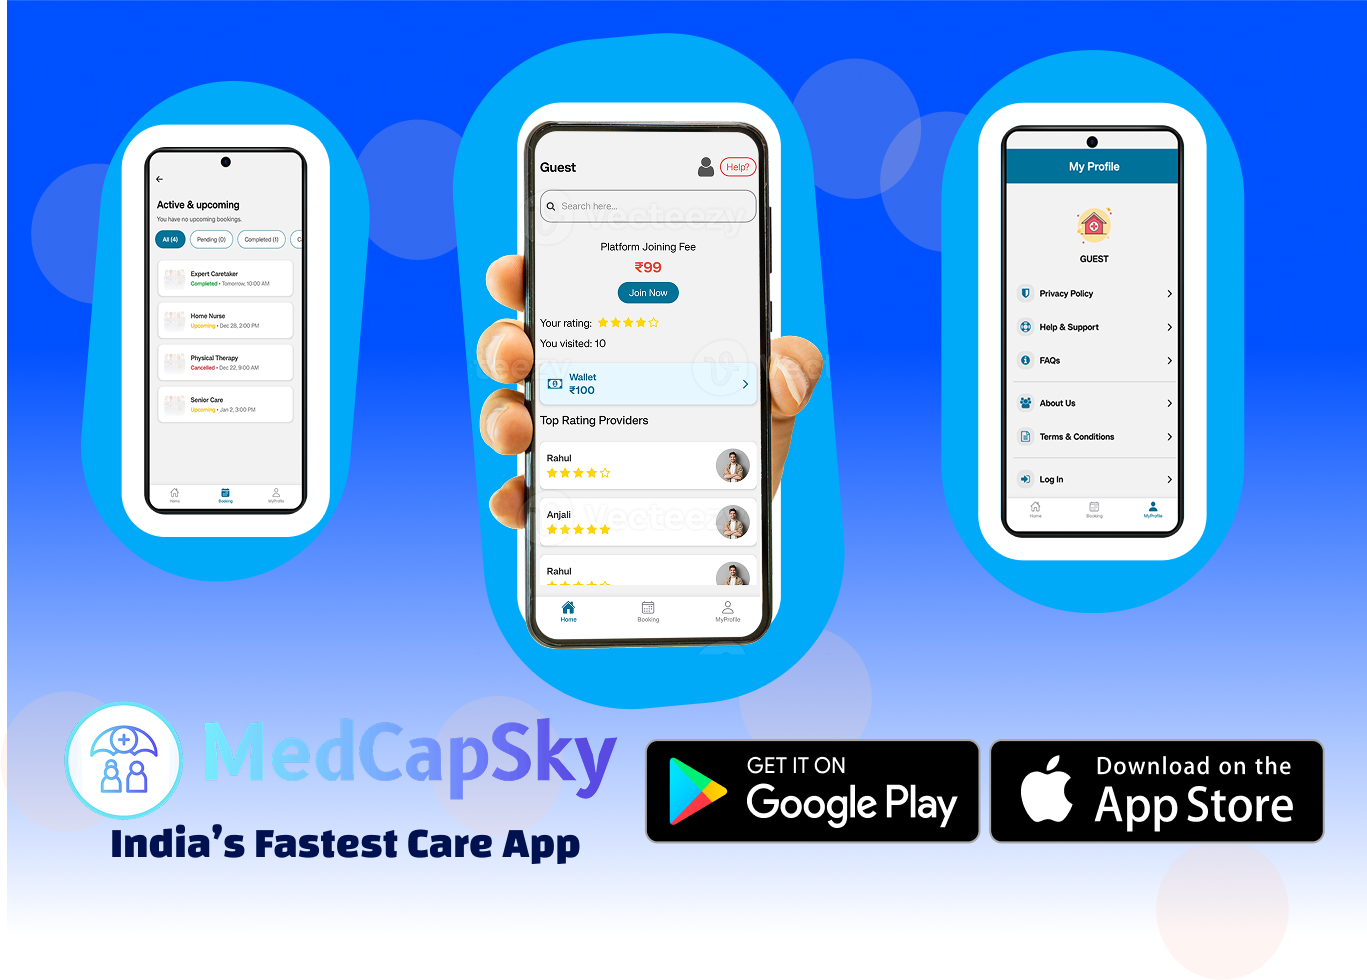 Active & upcoming
You have no upcoming bookings.
All (4)
Pending (0)
Completed (1)
C
Expert Caretaker
Completed • Tomorrow, 10:00 AM
Home Nurse
Upcoming • Dec 28, 2:00 PM
Physical Therapy
Cancelled • Dec 22, 9:00 AM
Senior Care
Upcoming • Jan 2, 3:00 PM
Home
Booking
MyProfile
Guest
Help?
Search here...
Vecteezy
Platform Joining Fee
₹99
Join Now
Your rating:
You visited: 10
Wallet
₹100
Top Rating Providers
Rahul
Anjali
Vecteezy
Rahul
Home
Booking
MyProfile
My Profile
GUEST
Privacy Policy
Help & Support
FAQs
About Us
Terms & Conditions
Log In
Home
Booking
MyProfile
MedCapSky
India's Fastest Care App
GET IT ON
Google Play
Download on the
App Store